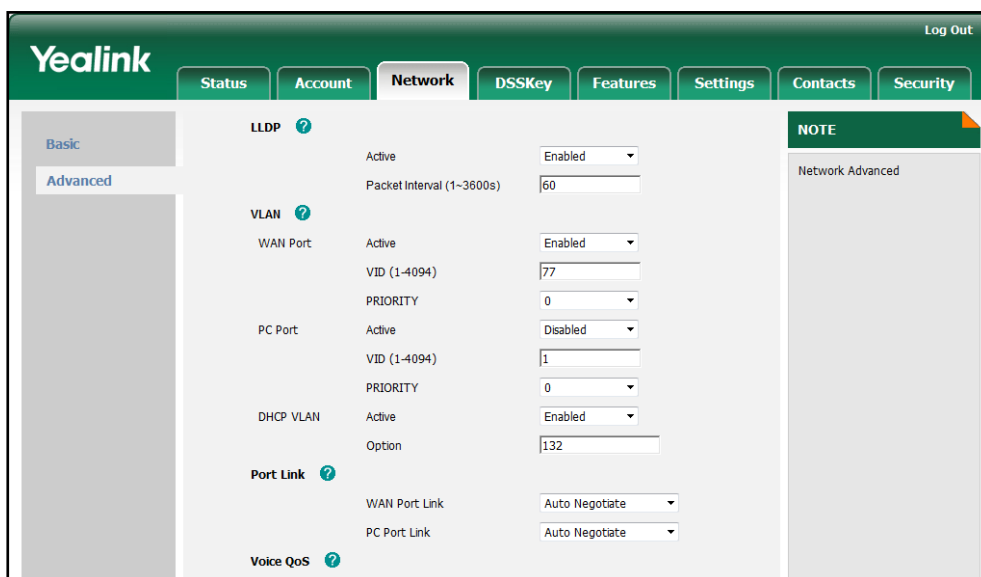 Log Out
Yealink
Status Account Network DSSKey Features Settings Contacts Security
Basic
Advanced
LLDP ?
Active Enabled
Packet Interval (1~3600s) 60
VLAN ?
WAN Port Active Enabled
VID (1-4094) 77
PRIORITY 0
PC Port Active Disabled
VID (1-4094) 1
PRIORITY 0
DHCP VLAN Active Enabled
Option 132
Port Link ?
WAN Port Link Auto Negotiate
PC Port Link Auto Negotiate
Voice QoS ?
NOTE
Network Advanced